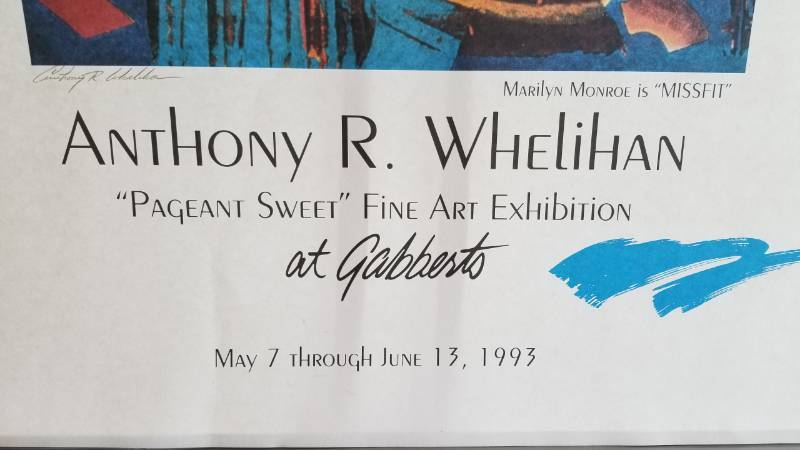 Anthony R. Whelihan
Marilyn Monroe is "MISSFIT"
Anthony R. Whelihan
"Pageant Sweet" Fine Art Exhibition
at Gabberts
May 7 through June 13, 1993